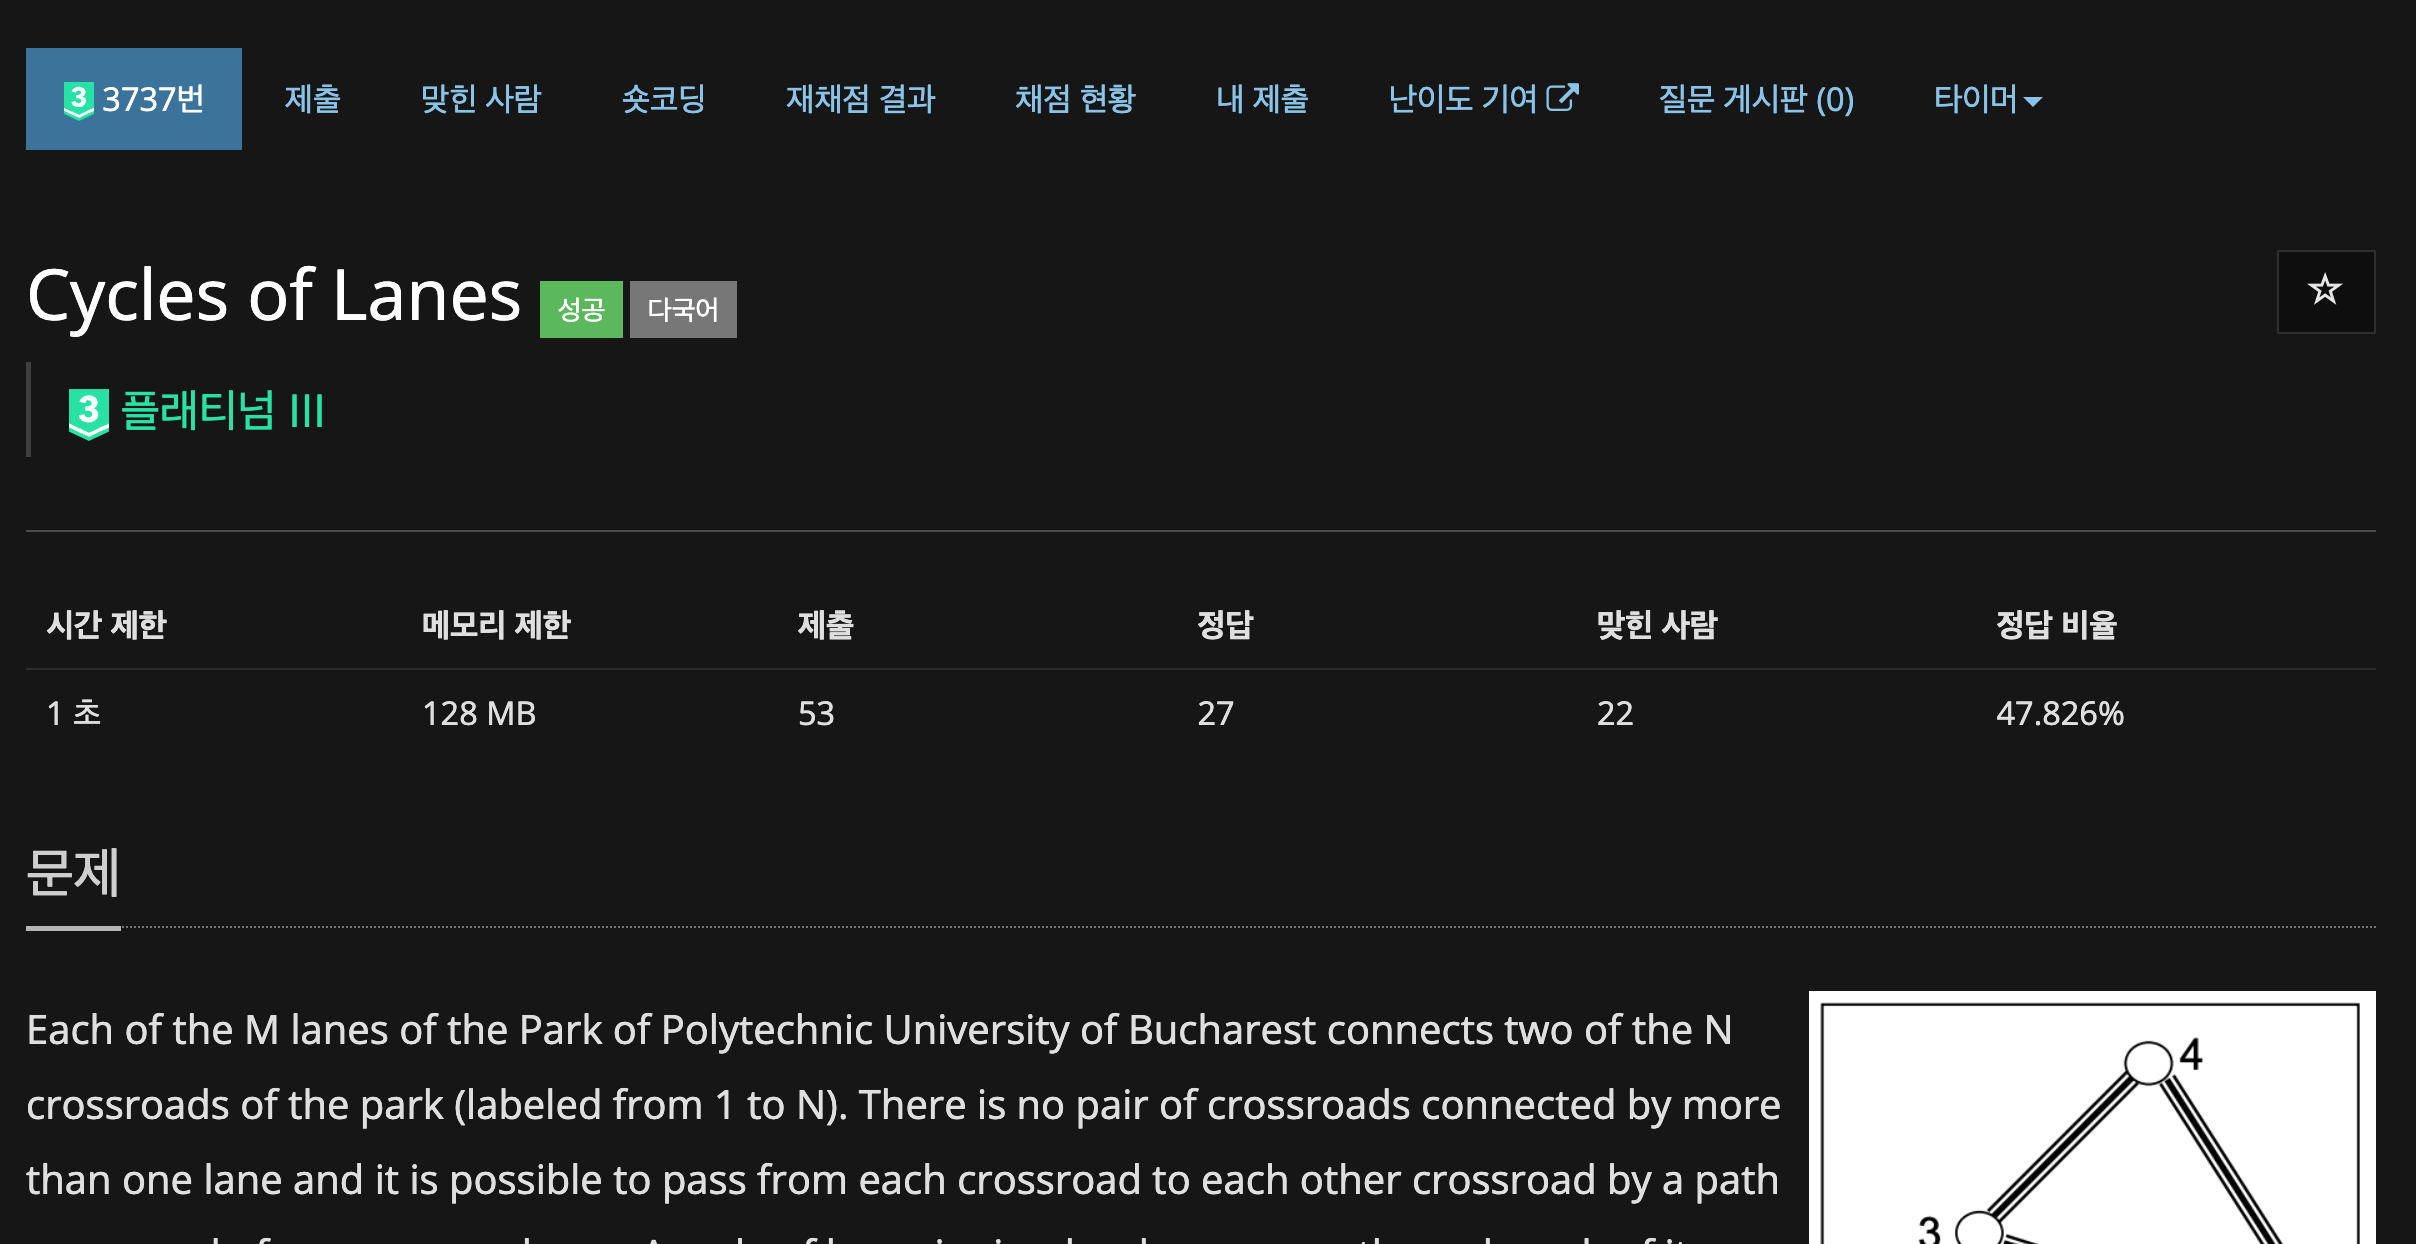 3 3737번 제출 맞힌 사람 숏코딩 재채점 결과 채점 현황 내 제출 난이도 기여 질문 게시판 (0) 타이머
Cycles of Lanes 성공 다국어
3 플래티넘 III
시간 제한 메모리 제한 제출 정답 맞힌 사람 정답 비율
1 초 128 MB 53 27 22 47.826%
문제
Each of the M lanes of the Park of Polytechnic University of Bucharest connects two of the N
crossroads of the park (labeled from 1 to N). There is no pair of crossroads connected by more
than one lane and it is possible to pass from each crossroad to each other crossroad by a path
4
3